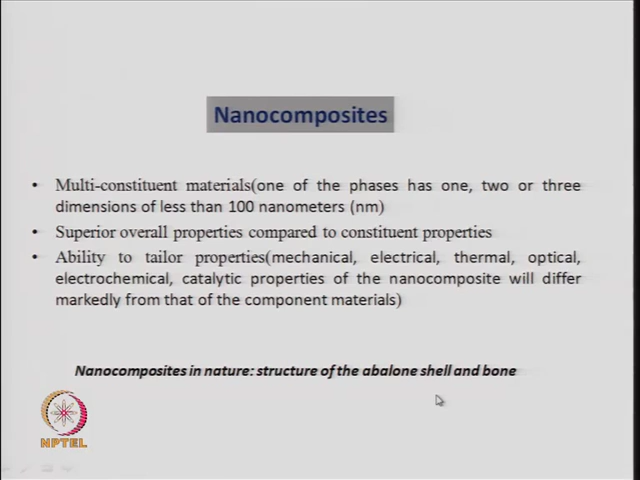 Nanocomposites
• Multi-constituent materials(one of the phases has one, two or three
dimensions of less than 100 nanometers (nm)
• Superior overall properties compared to constituent properties
• Ability to tailor properties(mechanical, electrical, thermal, optical,
electrochemical, catalytic properties of the nanocomposite will differ
markedly from that of the component materials)
Nanocomposites in nature: structure of the abalone shell and bone
NPTEL